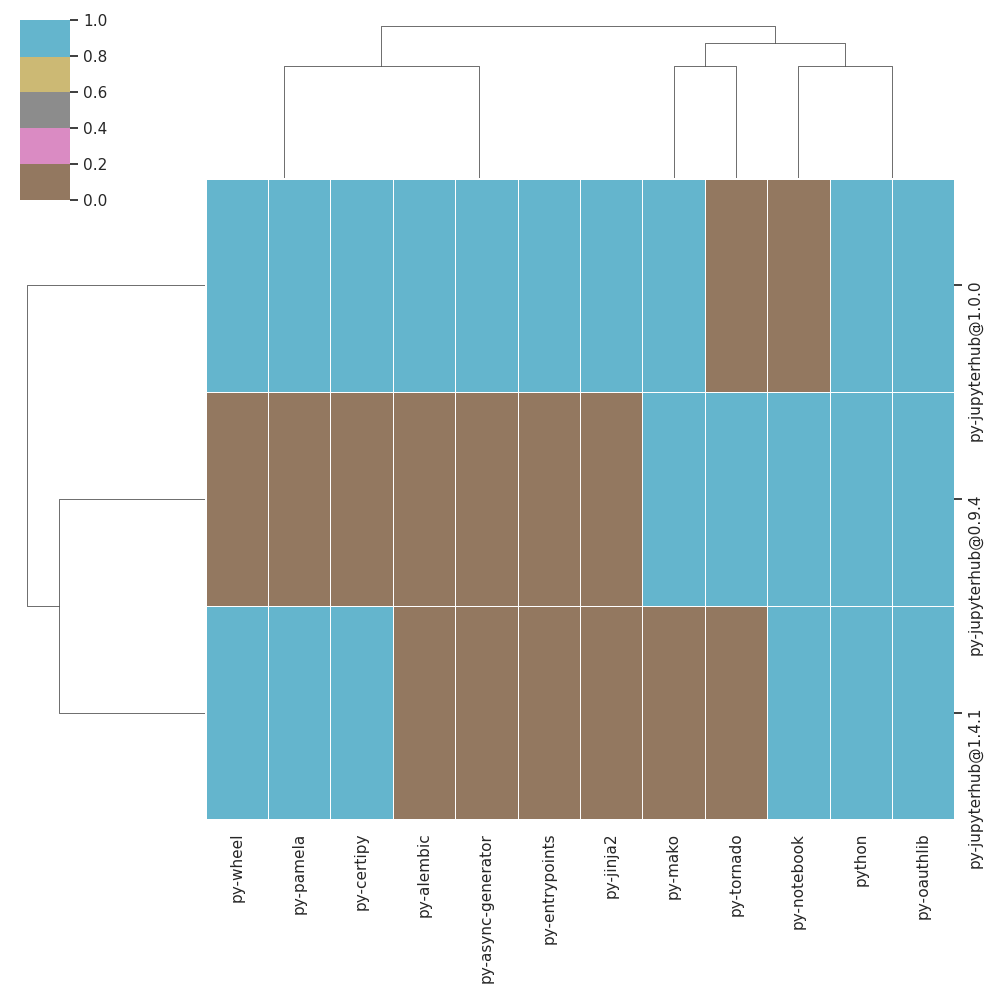 1.0
0.8
0.6
0.4
0.2
0.0
py-jupyterhub@1.0.0
py-jupyterhub@0.9.4
py-jupyterhub@1.4.1
py-wheel
py-pamela
py-certipy
py-alembic
py-async-generator
py-entrypoints
py-jinja2
py-mako
py-tornado
py-notebook
python
py-oauthlib